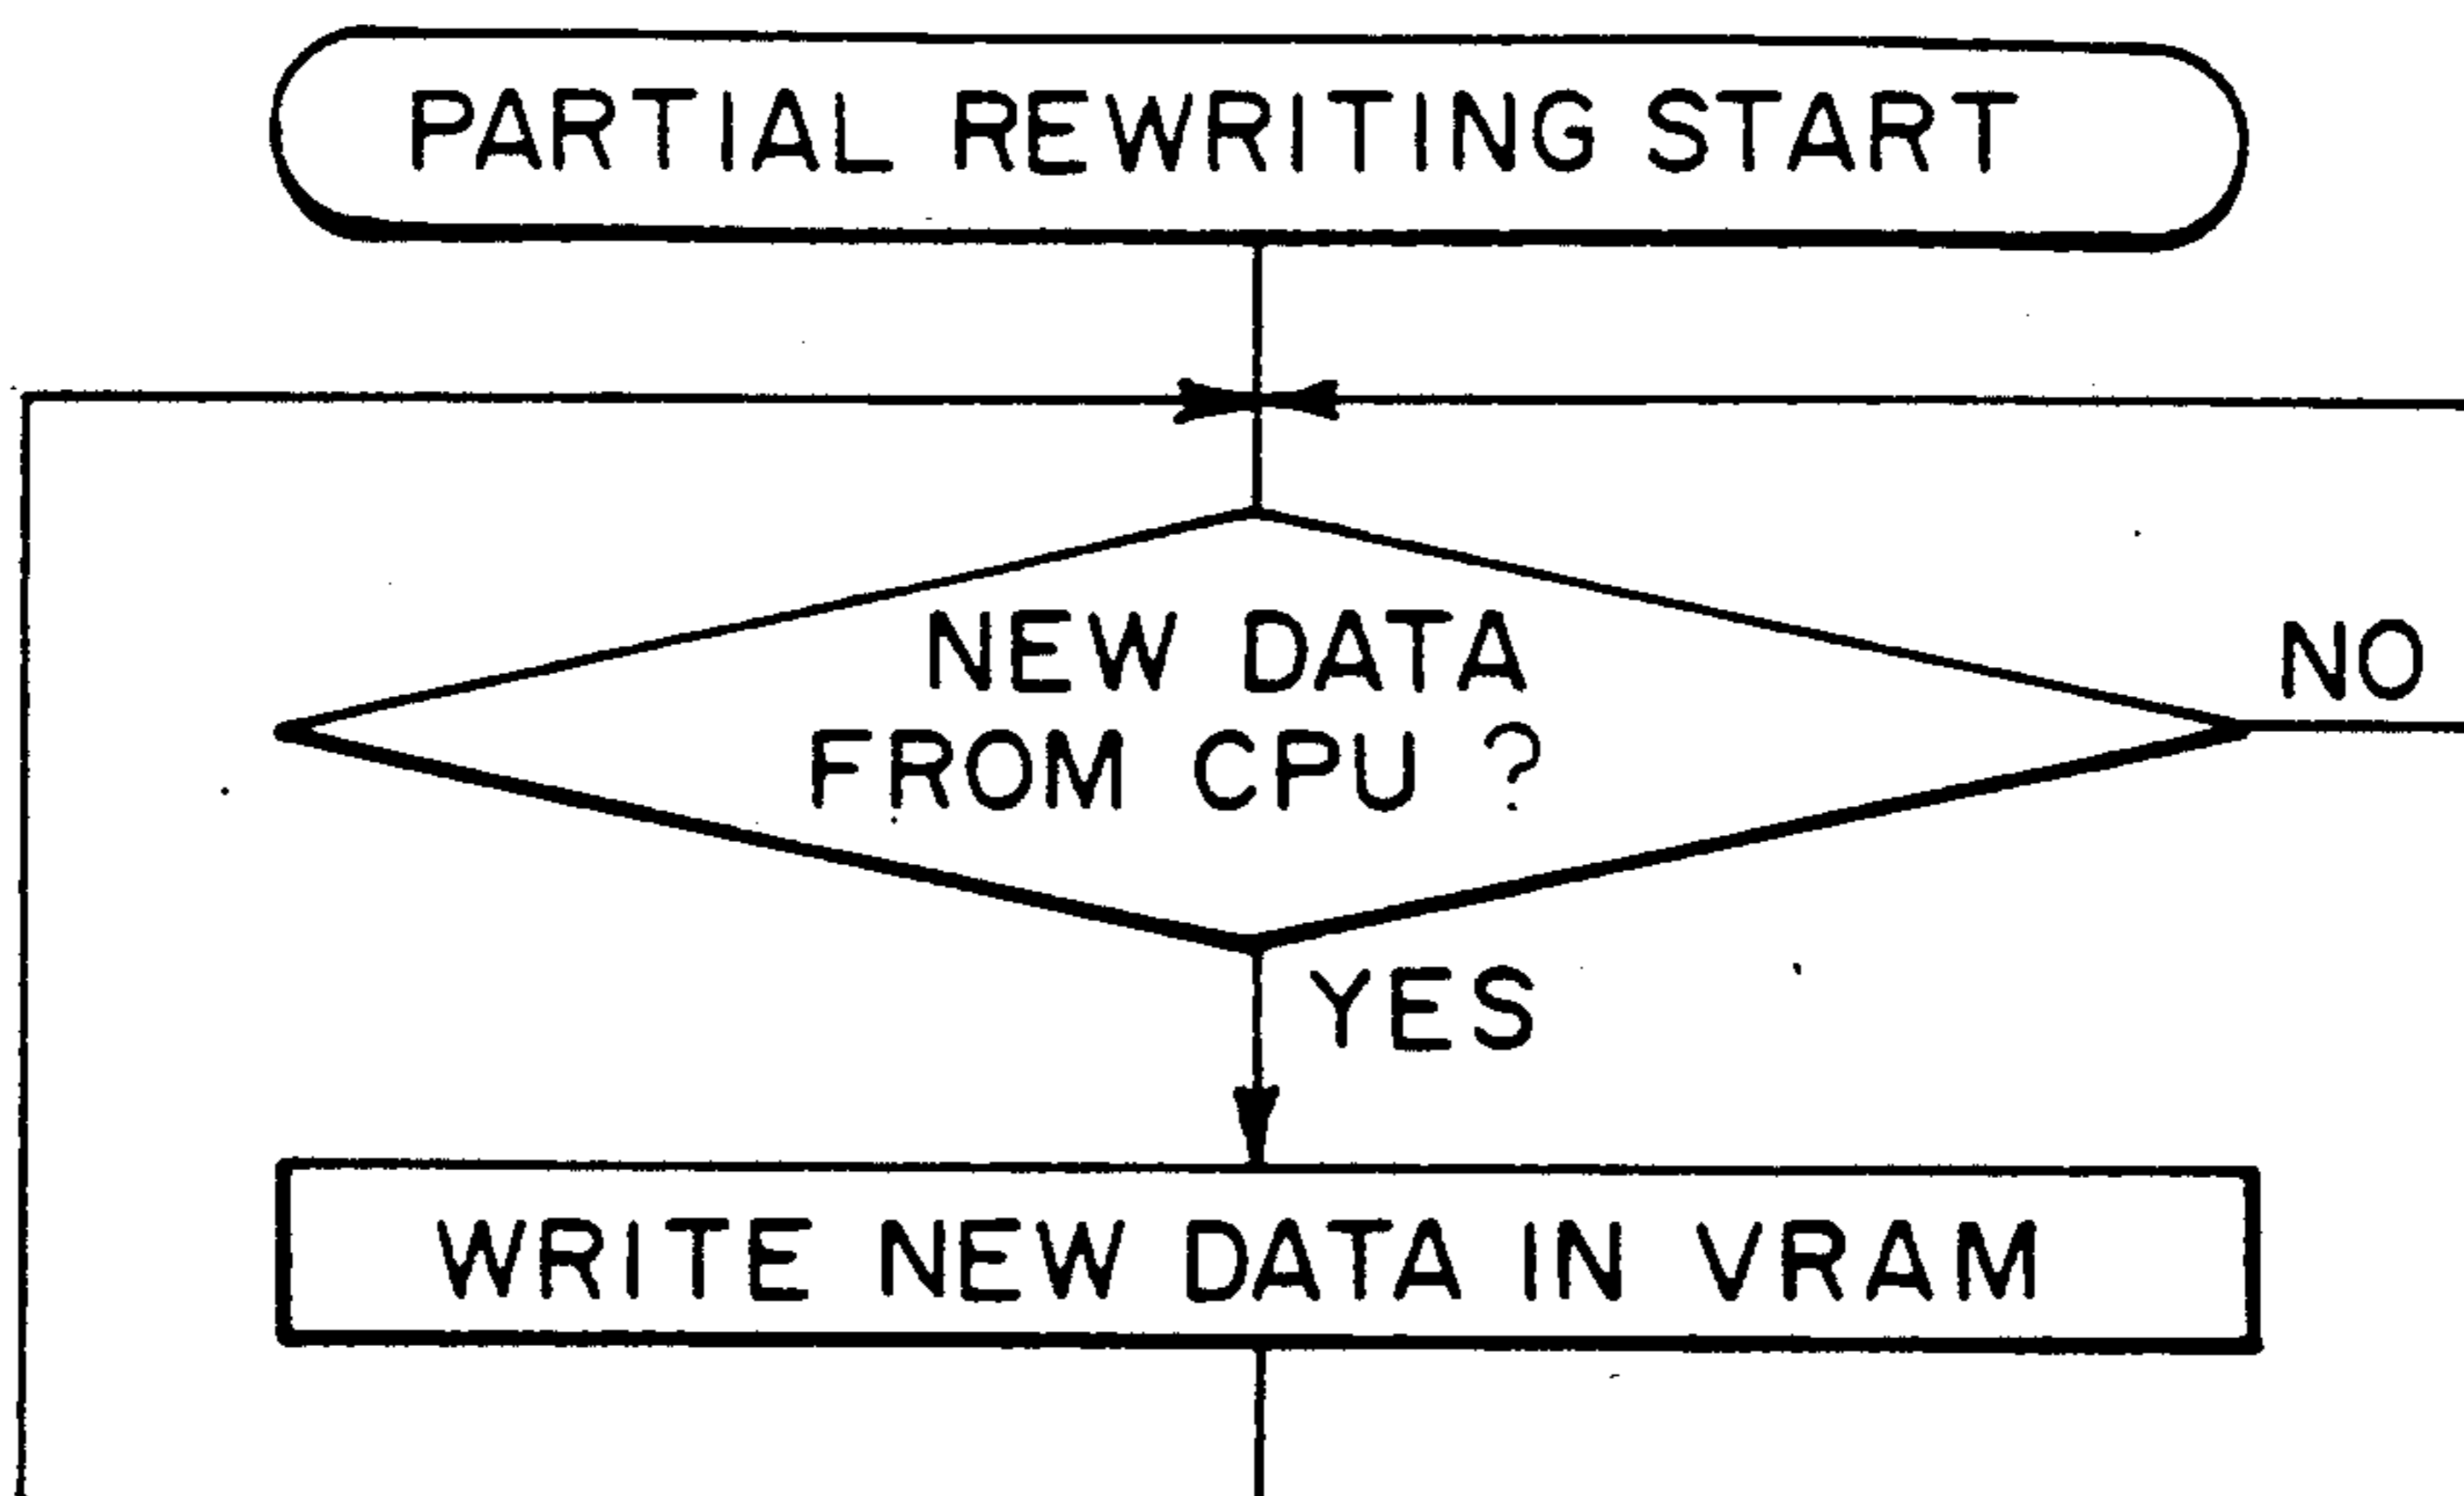 PARTIAL REWRITING START
NEW DATA
FROM CPU ?
NO
YES
WRITE NEW DATA IN VRAM